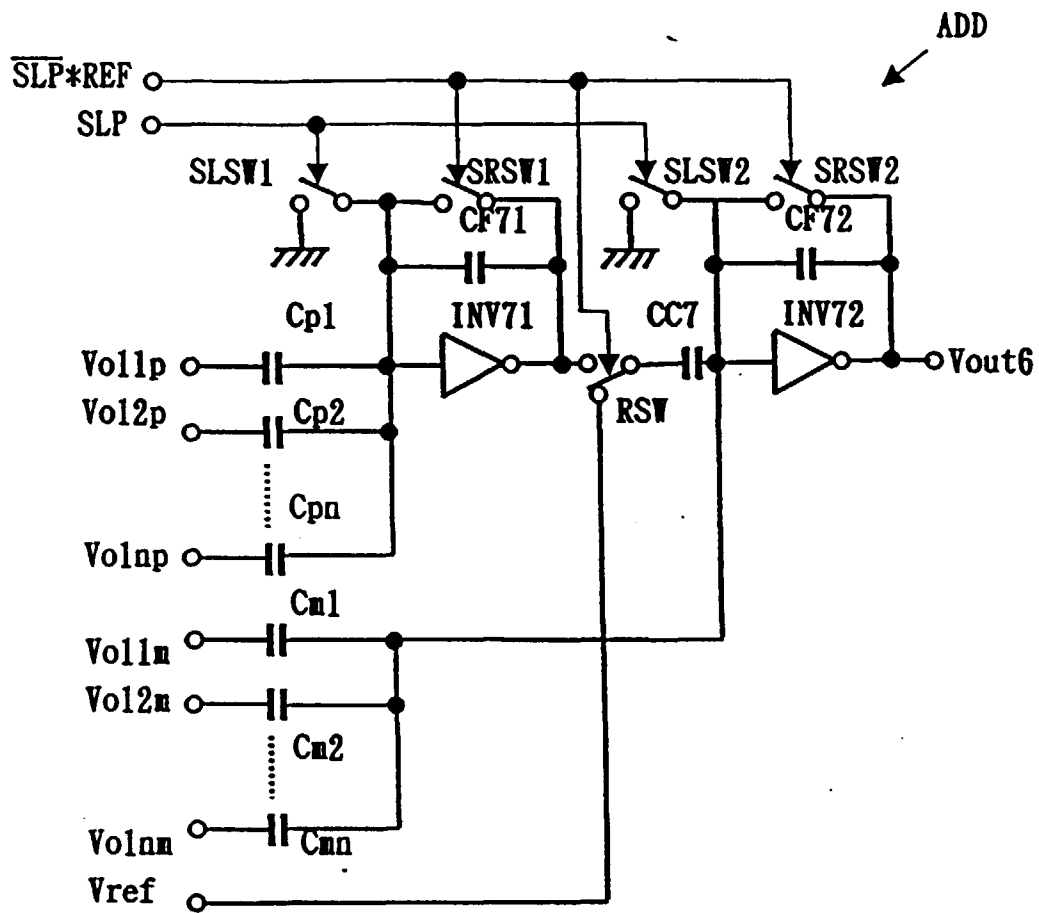 ADD
S̅L̅P̅*REF
SLP
SLSW1
SRSW1
SLSW2
SRSW2
CF71
CF72
Cp1
INV71
CC7
INV72
Vo11p
Vout6
Vo12p
Cp2
RSW
Cpn
Vo1np
Cm1
Vo11m
Vo12m
Cm2
Vo1nm
Cmn
Vref